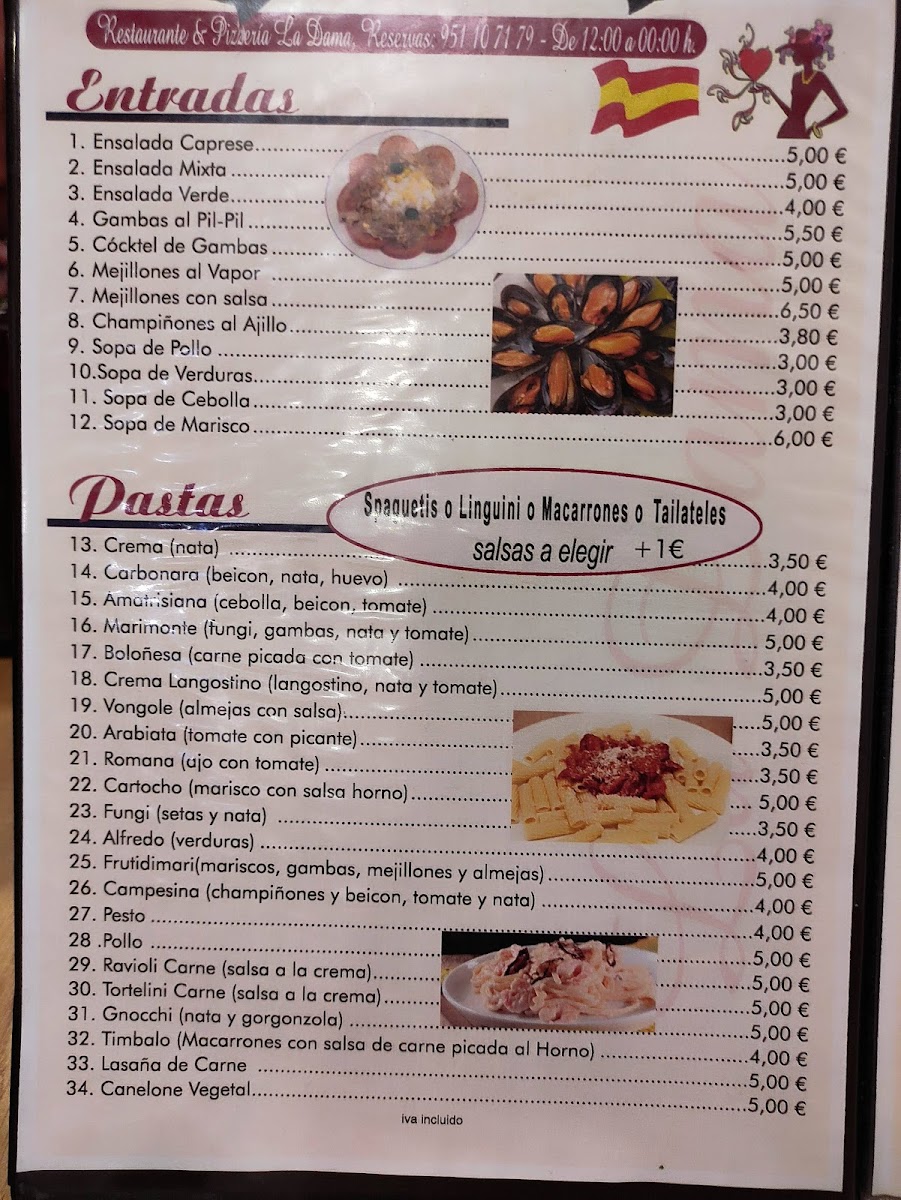 Restaurante & Pizzería La Dama, Reservas: 951 10 71 79 - De 12:00 a 00:00 h.
Entradas
1. Ensalada Caprese 5,00 €
2. Ensalada Mixta 5,00 €
3. Ensalada Verde 4,00 €
4. Gambas al Pil-Pil 5,50 €
5. Cócktel de Gambas 5,00 €
6. Mejillones al Vapor 5,00 €
7. Mejillones con salsa 6,50 €
8. Champiñones al Ajillo 3,80 €
9. Sopa de Pollo 3,00 €
10.Sopa de Verduras 3,00 €
11. Sopa de Cebolla 3,00 €
12. Sopa de Marisco 6,00 €
Pastas
Spaguetis o Linguini o Macarrones o Tailateles
salsas a elegir +1€
13. Crema (nata) 3,50 €
14. Carbonara (beicon, nata, huevo) 4,00 €
15. Amatrisiana (cebolla, beicon, tomate) 4,00 €
16. Marimonte (fungi, gambas, nata y tomate) 5,00 €
17. Boloñesa (carne picada con tomate) 3,50 €
18. Crema Langostino (langostino, nata y tomate) 5,00 €
19. Vongole (almejas con salsa) 5,00 €
20. Arabiata (tomate con picante) 3,50 €
21. Romana (ujo con tomate) 3,50 €
22. Cartocho (marisco con salsa horno) 5,00 €
23. Fungi (setas y nata) 3,50 €
24. Alfredo (verduras) 4,00 €
25. Frutidimari(mariscos, gambas, mejillones y almejas) 5,00 €
26. Campesina (champiñones y beicon, tomate y nata) 4,00 €
27. Pesto 4,00 €
28 .Pollo 5,00 €
29. Ravioli Carne (salsa a la crema) 5,00 €
30. Tortelini Carne (salsa a la crema) 5,00 €
31. Gnocchi (nata y gorgonzola) 5,00 €
32. Timbalo (Macarrones con salsa de carne picada al Horno) 4,00 €
33. Lasaña de Carne 5,00 €
34. Canelone Vegetal 5,00 €
iva incluido